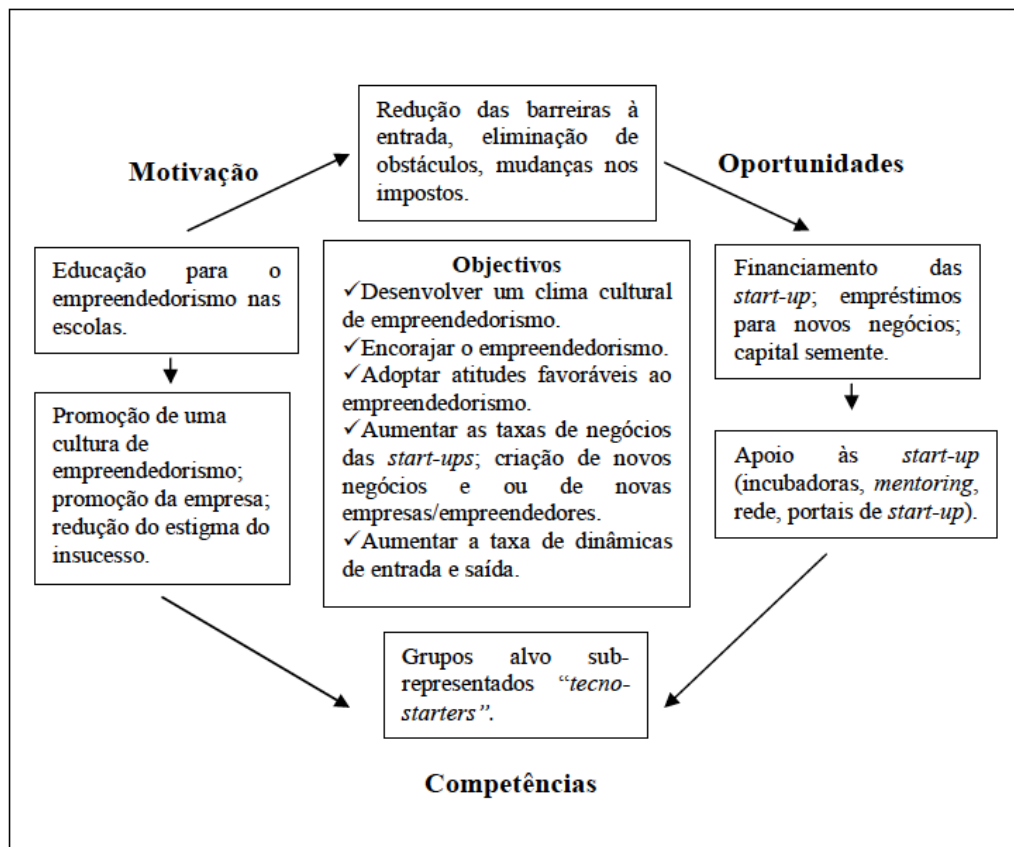 Redução das barreiras à
entrada, eliminação de
obstáculos, mudanças nos
impostos.
Motivação
Oportunidades
Educação para o
empreendedorismo nas
escolas.
Promoção de uma
cultura de
empreendedorismo;
promoção da empresa;
redução do estigma do
insucesso.
Objectivos
✓Desenvolver um clima cultural
de empreendedorismo.
✓Encorajar o empreendedorismo.
✓Adoptar atitudes favoráveis ao
empreendedorismo.
✓Aumentar as taxas de negócios
das start-ups; criação de novos
negócios e ou de novas
empresas/empreendedores.
✓Aumentar a taxa de dinâmicas
de entrada e saída.
Financiamento das
start-up; empréstimos
para novos negócios;
capital semente.
Apoio às start-up
(incubadoras, mentoring,
rede, portais de start-up).
Grupos alvo sub-
representados “tecno-
starters”.
Competências